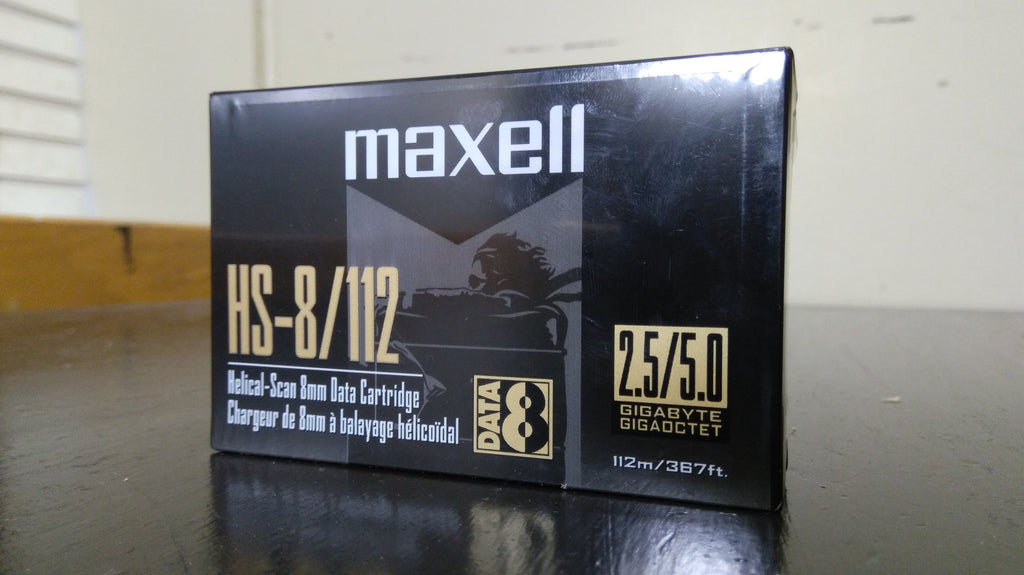 maxell
HS-8/112
Helical-Scan 8mm Data Cartridge
Chargeur de 8mm à balayage hélicoïdal
DATA 8
2.5/5.0
GIGABYTE
GIGAOCTET
112m/367ft.